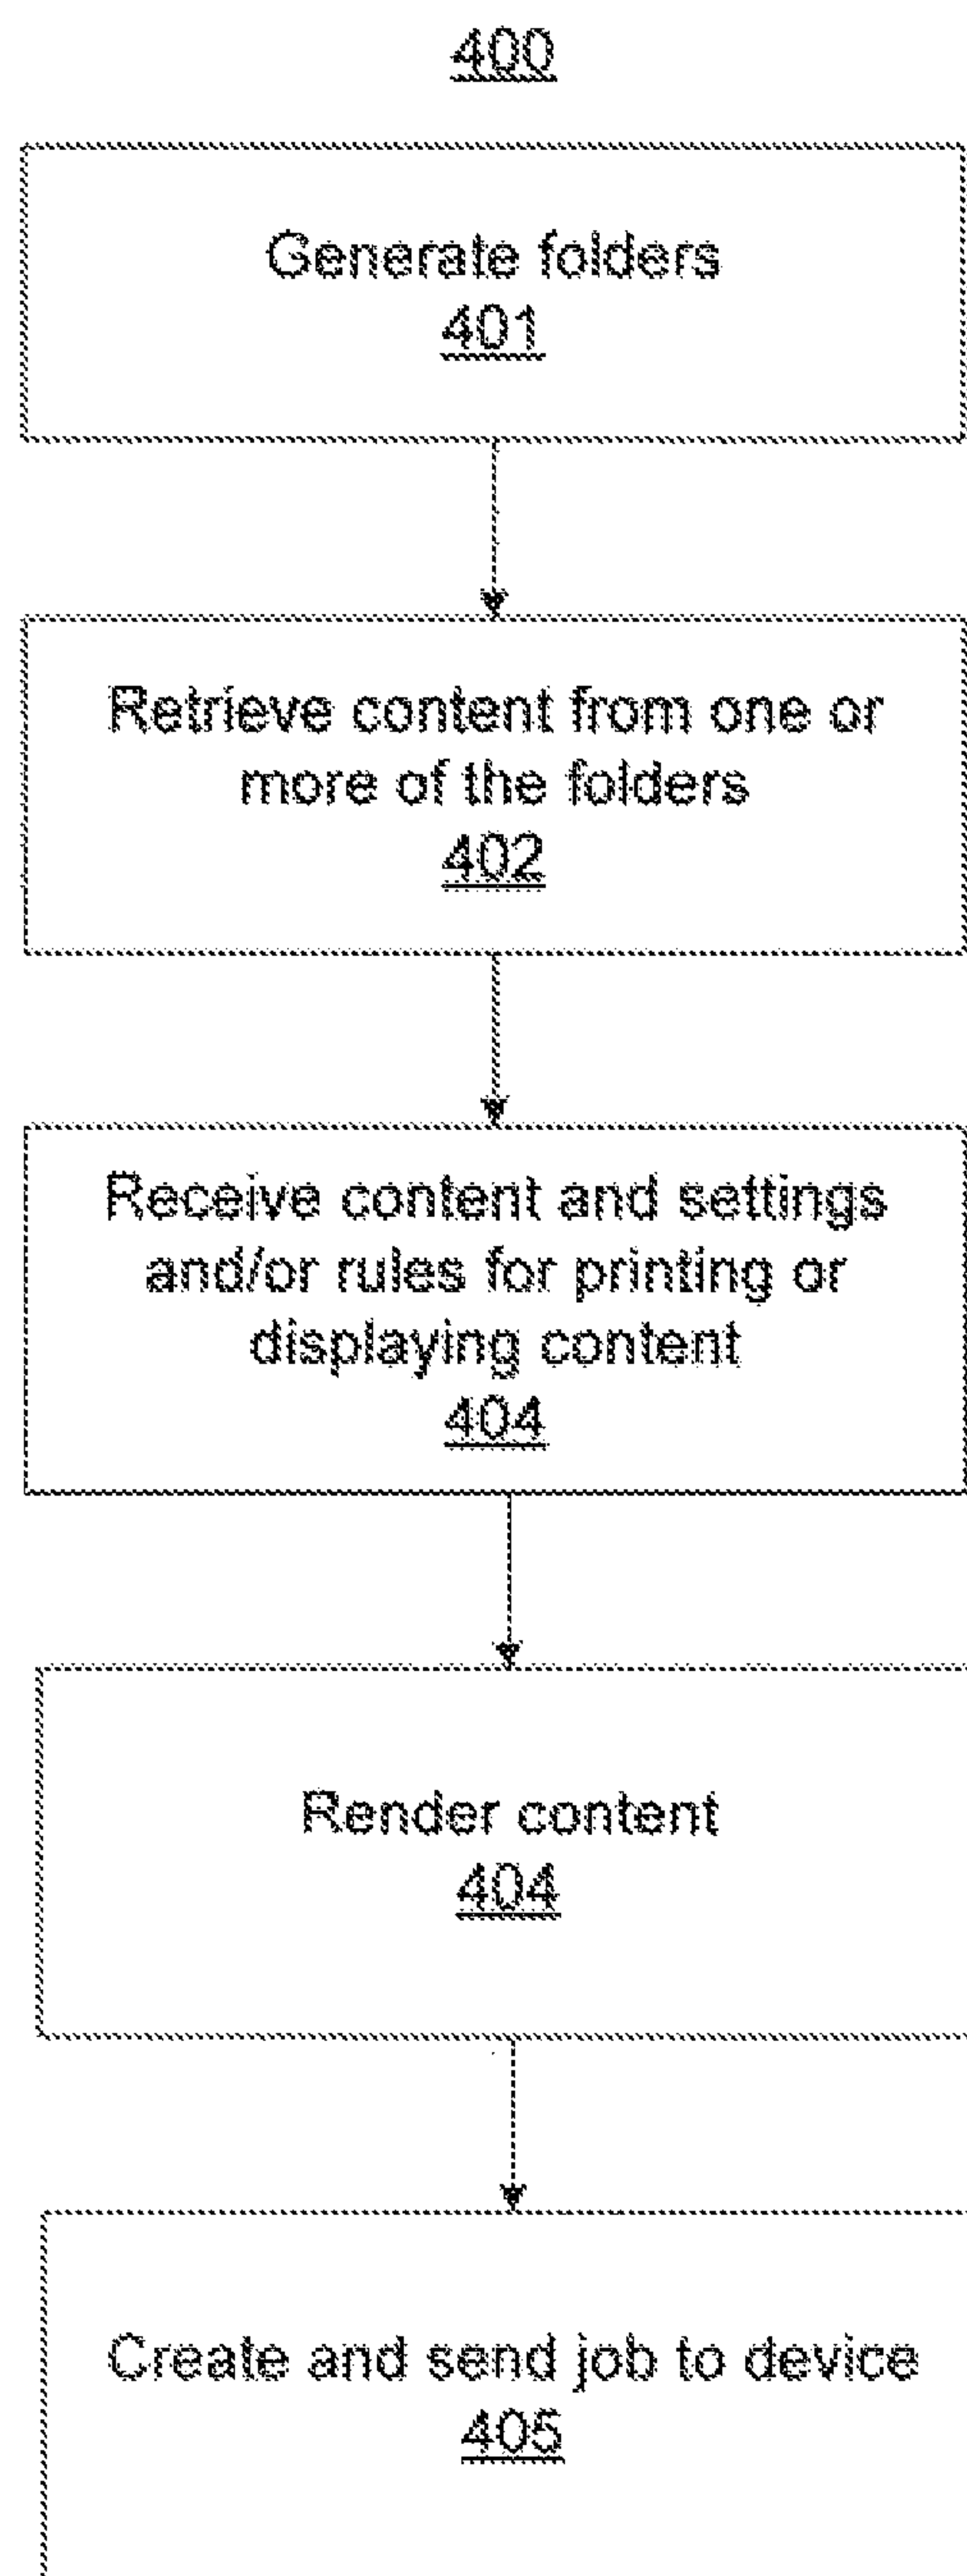 400
Generate folders
401
Retrieve content from one or
more of the folders
402
Receive content and settings
and/or rules for printing or
displaying content
404
Render content
404
Create and send job to device
405